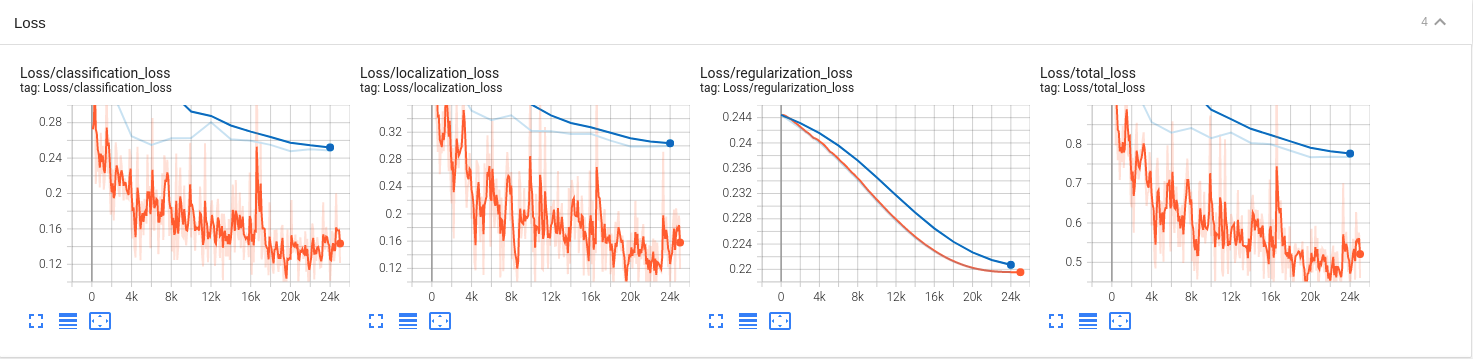 Loss
4
Loss/classification_loss
tag: Loss/classification_loss
0.28
0.24
0.2
0.16
0.12
0 4k 8k 12k 16k 20k 24k
Loss/localization_loss
tag: Loss/localization_loss
0.32
0.28
0.24
0.2
0.16
0.12
0 4k 8k 12k 16k 20k 24k
Loss/regularization_loss
tag: Loss/regularization_loss
0.244
0.24
0.236
0.232
0.228
0.224
0.22
0 4k 8k 12k 16k 20k 24k
Loss/total_loss
tag: Loss/total_loss
0.8
0.7
0.6
0.5
0 4k 8k 12k 16k 20k 24k